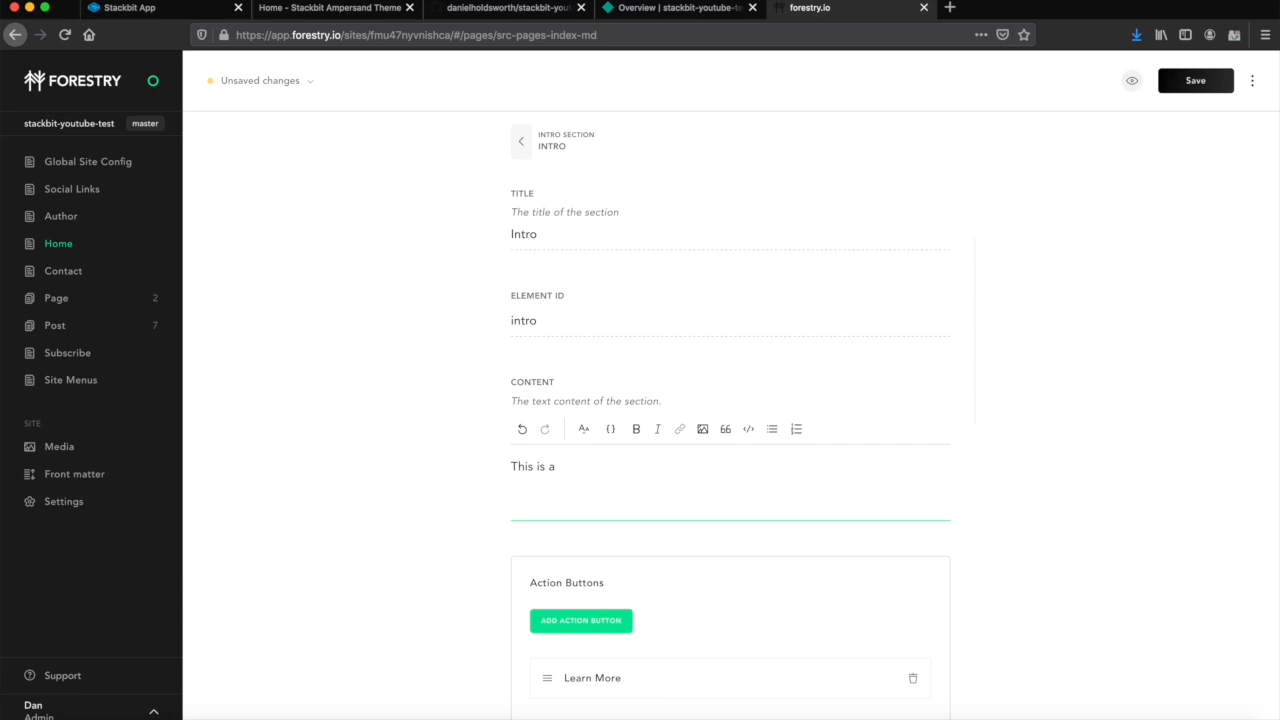 Stackbit App
Home - Stackbit Ampersand Theme
danielholdsworth/stackbit-yout
Overview | stackbit-youtube-te
forestry.io
https://app.forestry.io/sites/fmu47nyvnishca/#/pages/src-pages-index-md
FORESTRY
Unsaved changes
Save
stackbit-youtube-test
master
Global Site Config
Social Links
Author
Home
Contact
Page 2
Post 7
Subscribe
Site Menus
SITE
Media
Front matter
Settings
Support
Dan
Admin
INTRO SECTION
INTRO
TITLE
The title of the section
Intro
ELEMENT ID
intro
CONTENT
The text content of the section.
This is a
Action Buttons
ADD ACTION BUTTON
Learn More